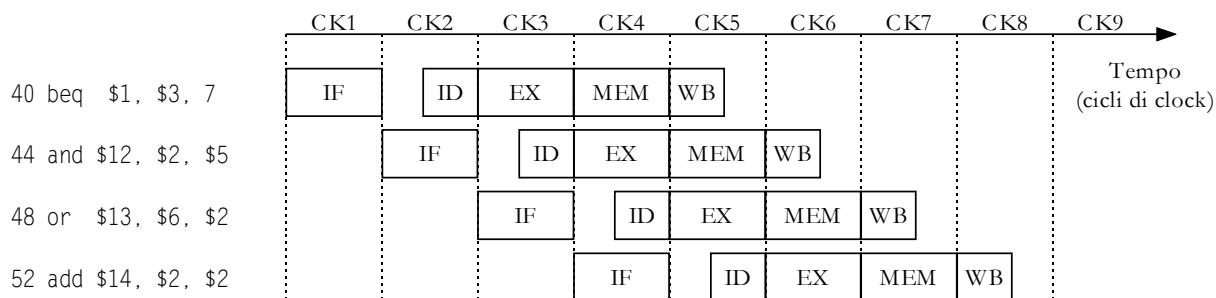 CK1 CK2 CK3 CK4 CK5 CK6 CK7 CK8 CK9
Tempo
(cicli di clock)
40 beq $1, $3, 7 IF ID EX MEM WB
44 and $12, $2, $5 IF ID EX MEM WB
48 or $13, $6, $2 IF ID EX MEM WB
52 add $14, $2, $2 IF ID EX MEM WB